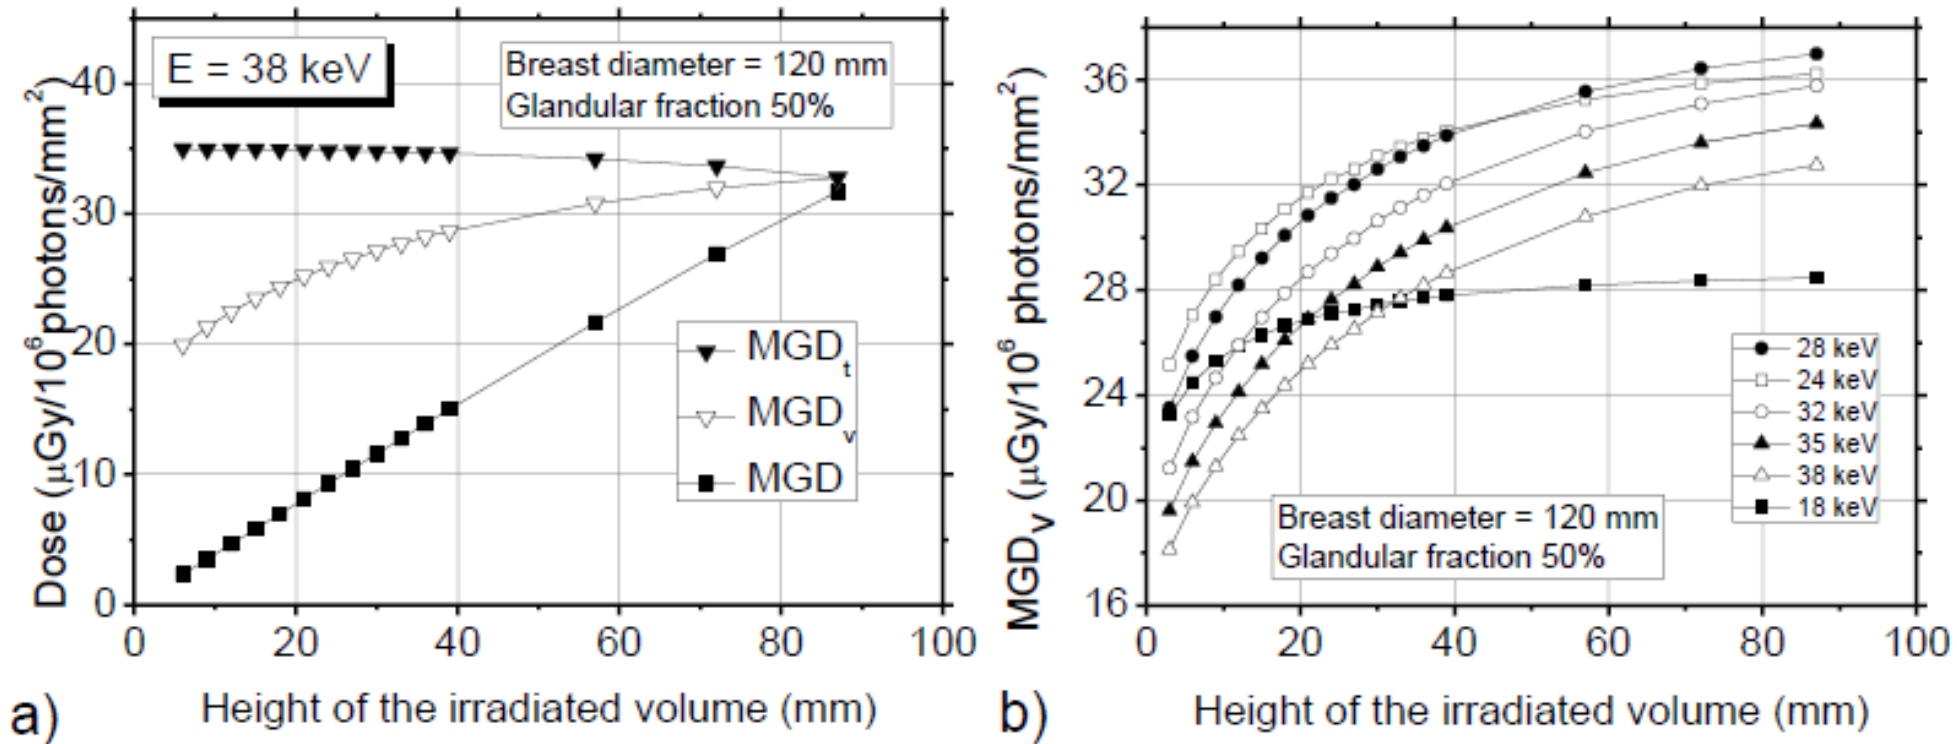 E = 38 keV
Breast diameter = 120 mm
Glandular fraction 50%
Dose (μGy/10⁶photons/mm²)
40
30
20
10
0
MGDₜ
MGDᵥ
MGD
0 20 40 60 80 100
Height of the irradiated volume (mm)
a)
MGDᵥ (μGy/10⁶ photons/mm²)
36
32
28
24
20
16
28 keV
24 keV
32 keV
35 keV
38 keV
18 keV
Breast diameter = 120 mm
Glandular fraction 50%
0 20 40 60 80 100
Height of the irradiated volume (mm)
b)